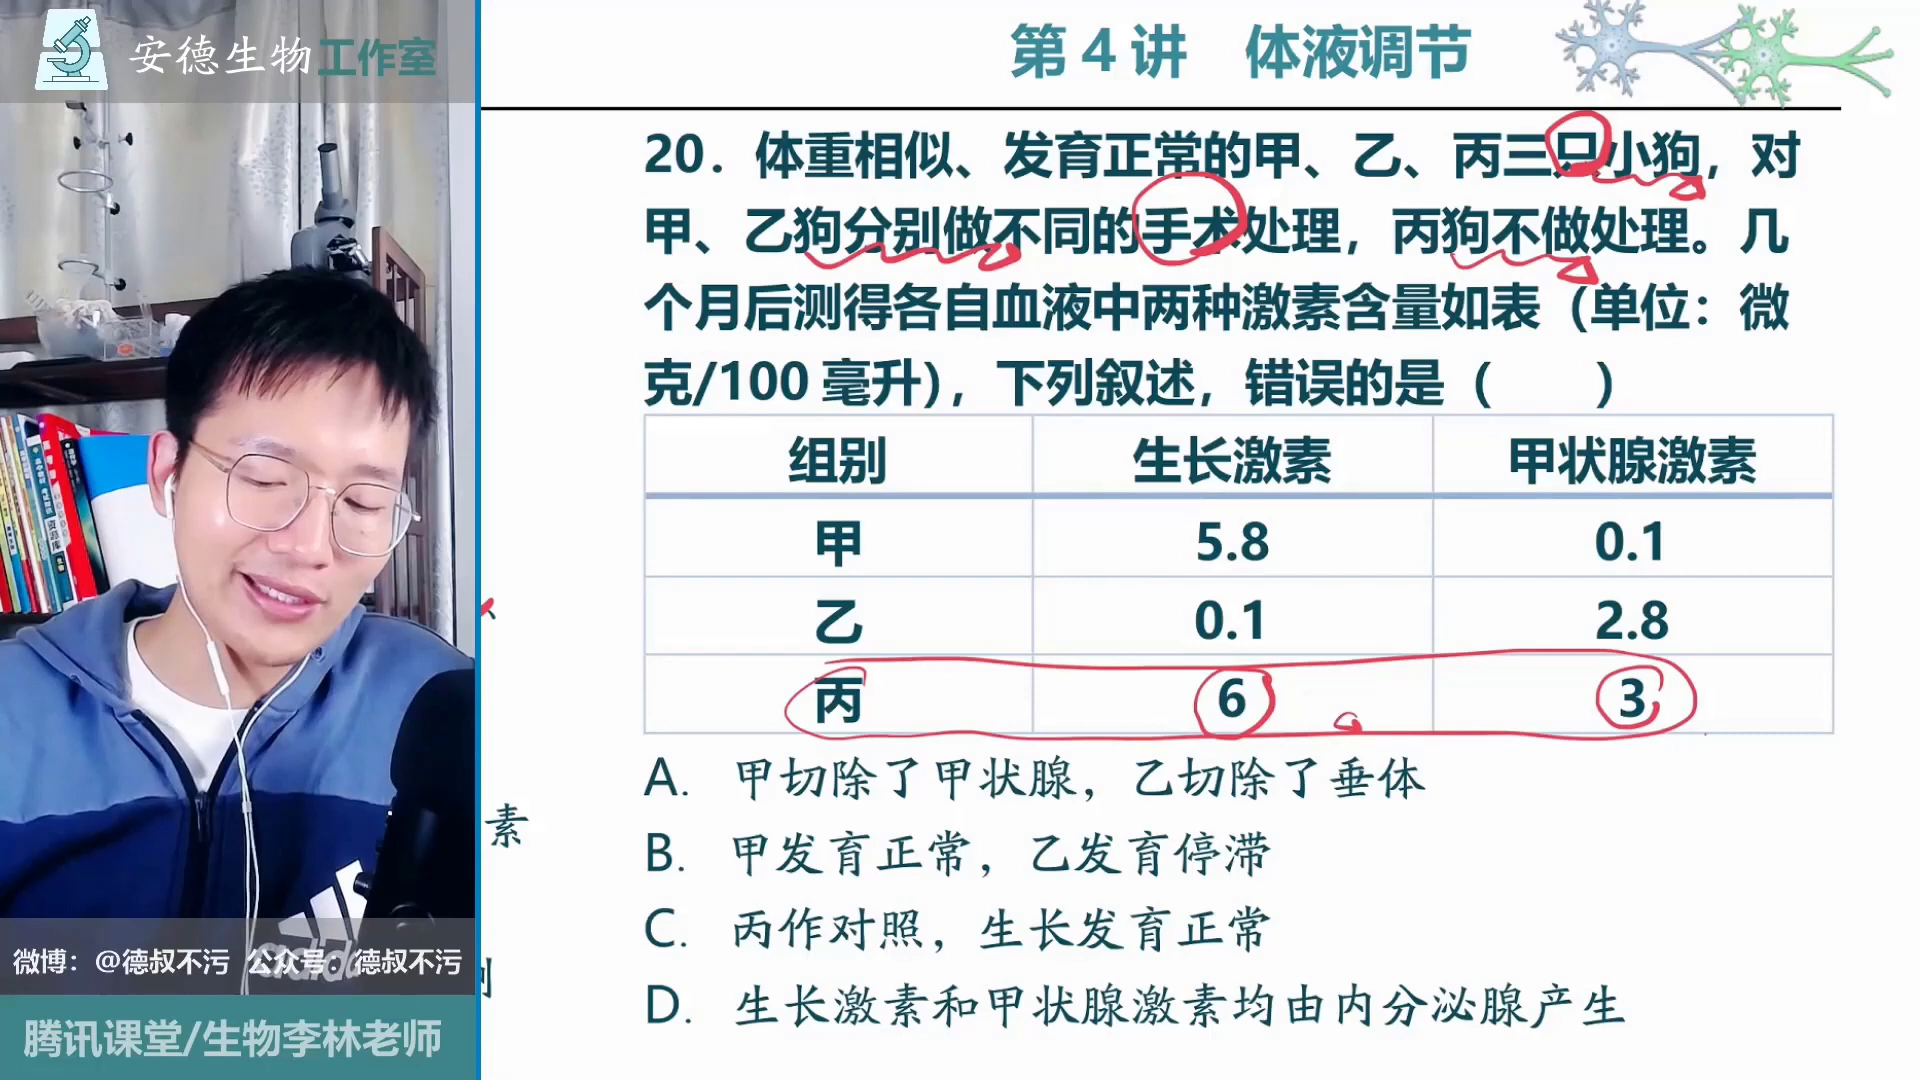 安德生物工作室
第4讲 体液调节
20．体重相似、发育正常的甲、乙、丙三只小狗，对
甲、乙狗分别做不同的手术处理，丙狗不做处理。几
个月后测得各自血液中两种激素含量如表（单位：微
克/100 毫升)，下列叙述，错误的是（ ）
组别 生长激素 甲状腺激素
甲 5.8 0.1
乙 0.1 2.8
丙 6 3
A. 甲切除了甲状腺，乙切除了垂体
B. 甲发育正常，乙发育停滞
C. 丙作对照，生长发育正常
D. 生长激素和甲状腺激素均由内分泌腺产生
素
微博：@德叔不污 公众号：德叔不污
腾讯课堂/生物李林老师